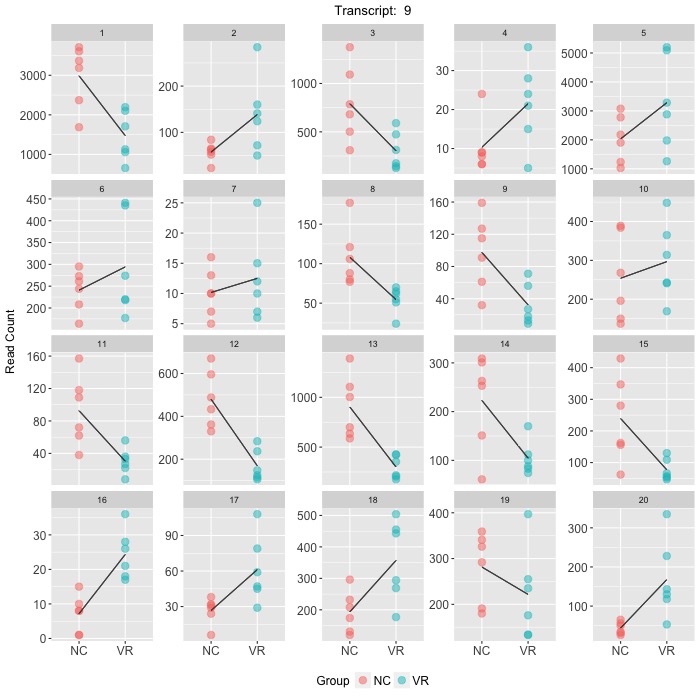 Transcript: 9
1 2 3 4 5
3000 2000 1000
200 100
1000 500
30 20 10
5000 4000 3000 2000 1000
6 7 8 9 10
450 400 350 300 250 200
25 20 15 10 5
150 100 50
160 120 80 40
400 300 200
Read Count
11 12 13 14 15
160 120 80 40
600 400 200
1000 500
300 200 100
400 300 200 100
16 17 18 19 20
30 20 10 0
90 60 30
500 400 300 200
400 300 200
300 200 100
NC VR NC VR NC VR NC VR NC VR
Group NC VR